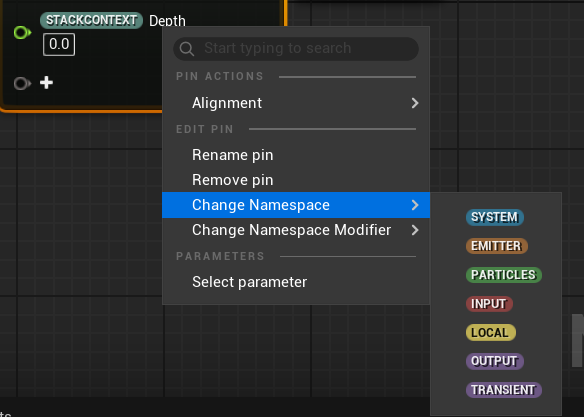 STACKCONTEXT Depth
0.0
Start typing to search
PIN ACTIONS
Alignment
EDIT PIN
Rename pin
Remove pin
Change Namespace
Change Namespace Modifier
PARAMETERS
Select parameter
SYSTEM
EMITTER
PARTICLES
INPUT
LOCAL
OUTPUT
TRANSIENT